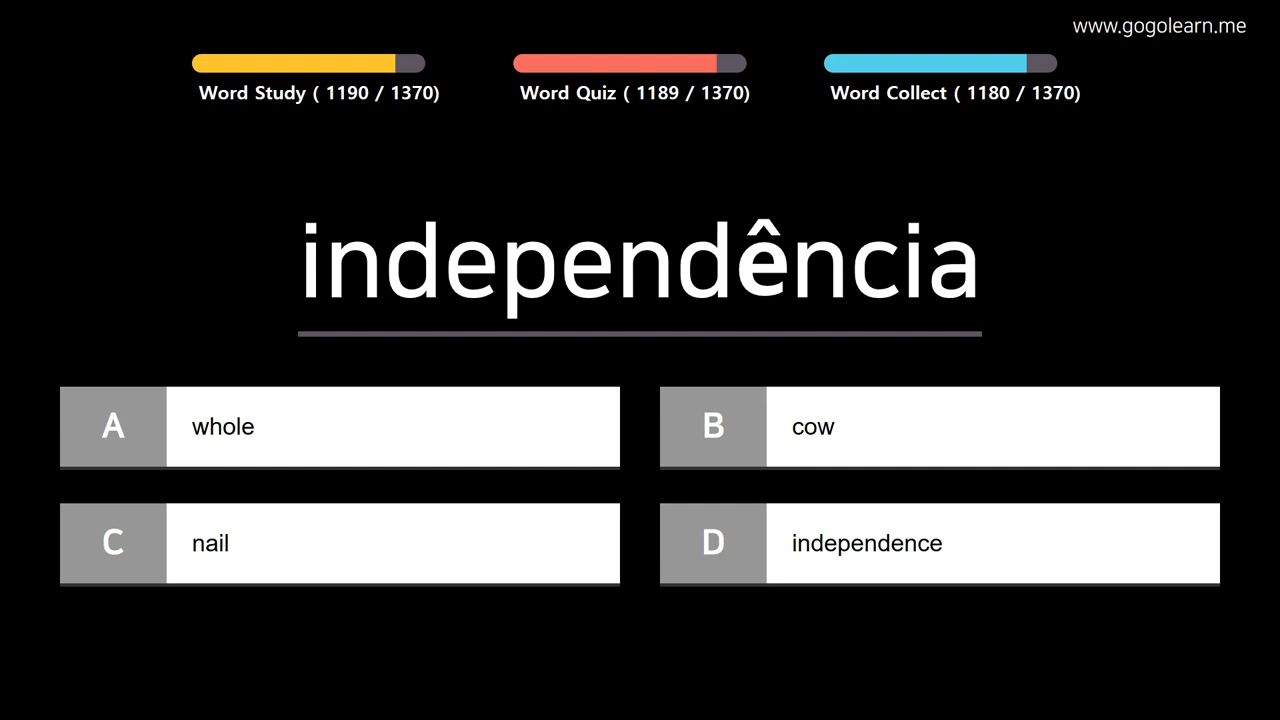 www.gogolearn.me
Word Study ( 1190 / 1370)
Word Quiz ( 1189 / 1370)
Word Collect ( 1180 / 1370)
independência
A whole
B cow
C nail
D independence